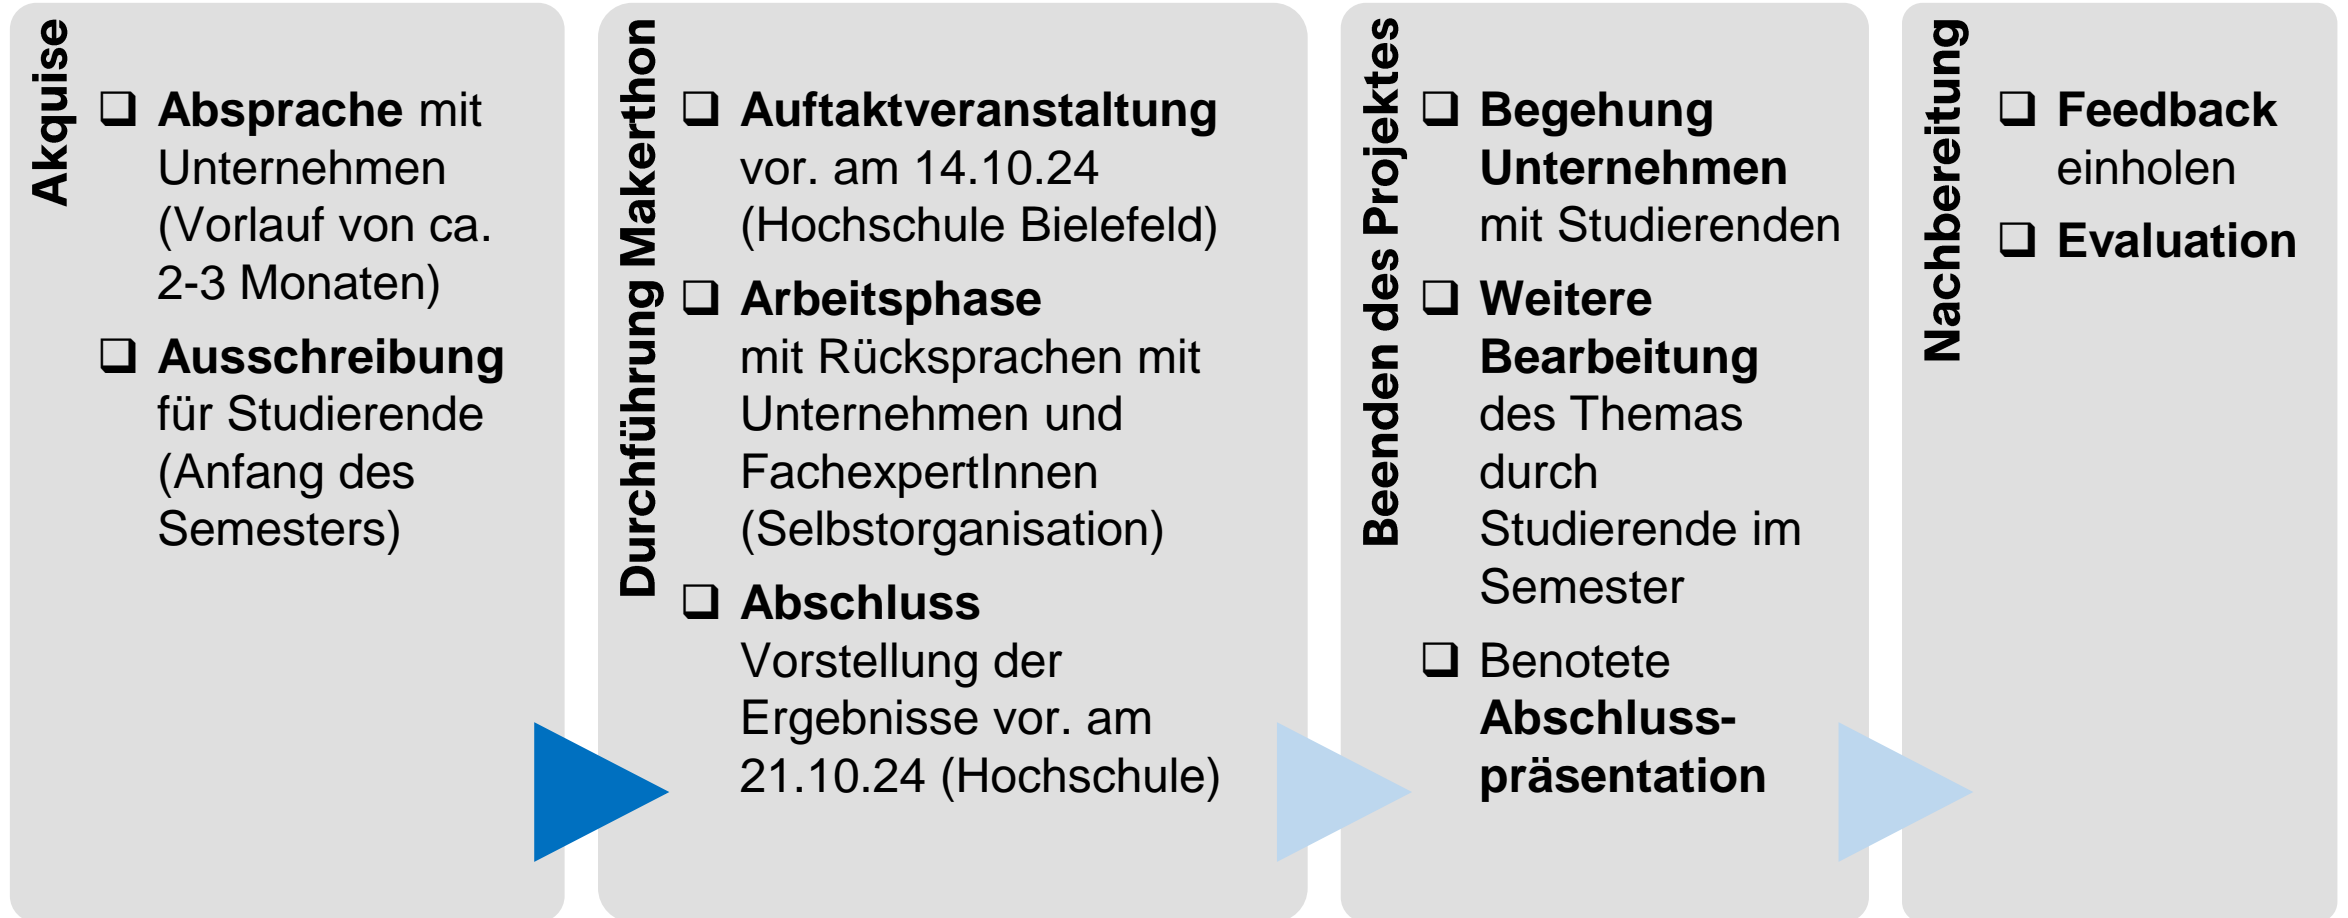 Akquise
❑ Absprache mit
Unternehmen
(Vorlauf von ca.
2-3 Monaten)
❑ Ausschreibung
für Studierende
(Anfang des
Semesters)
Durchführung Makerthon
❑ Auftaktveranstaltung
vor. am 14.10.24
(Hochschule Bielefeld)
❑ Arbeitsphase
mit Rücksprachen mit
Unternehmen und
FachexpertInnen
(Selbstorganisation)
❑ Abschluss
Vorstellung der
Ergebnisse vor. am
21.10.24 (Hochschule)
Beenden des Projektes
❑ Begehung
Unternehmen
mit Studierenden
❑ Weitere
Bearbeitung
des Themas
durch
Studierende im
Semester
❑ Benotete
Abschluss-
präsentation
Nachbereitung
❑ Feedback
einholen
❑ Evaluation